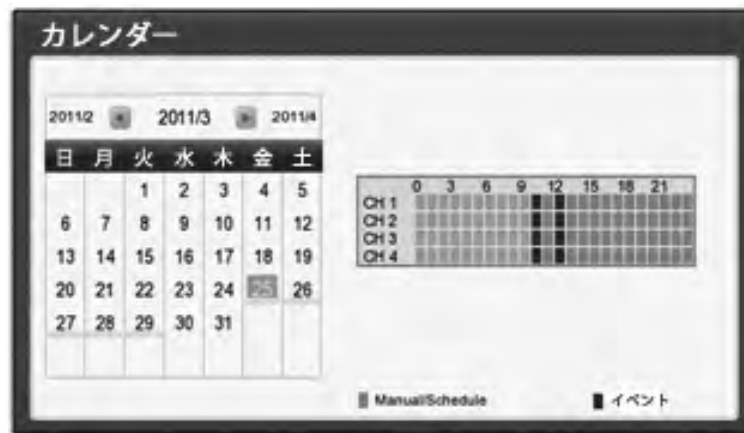 カレンダー
2011/2 2011/3 2011/4
日 月 火 水 木 金 土
1 2 3 4 5
6 7 8 9 10 11 12
13 14 15 16 17 18 19
20 21 22 23 24 25 26
27 28 29 30 31
0 3 6 9 12 15 18 21
CH 1
CH 2
CH 3
CH 4
Manual/Schedule イベント